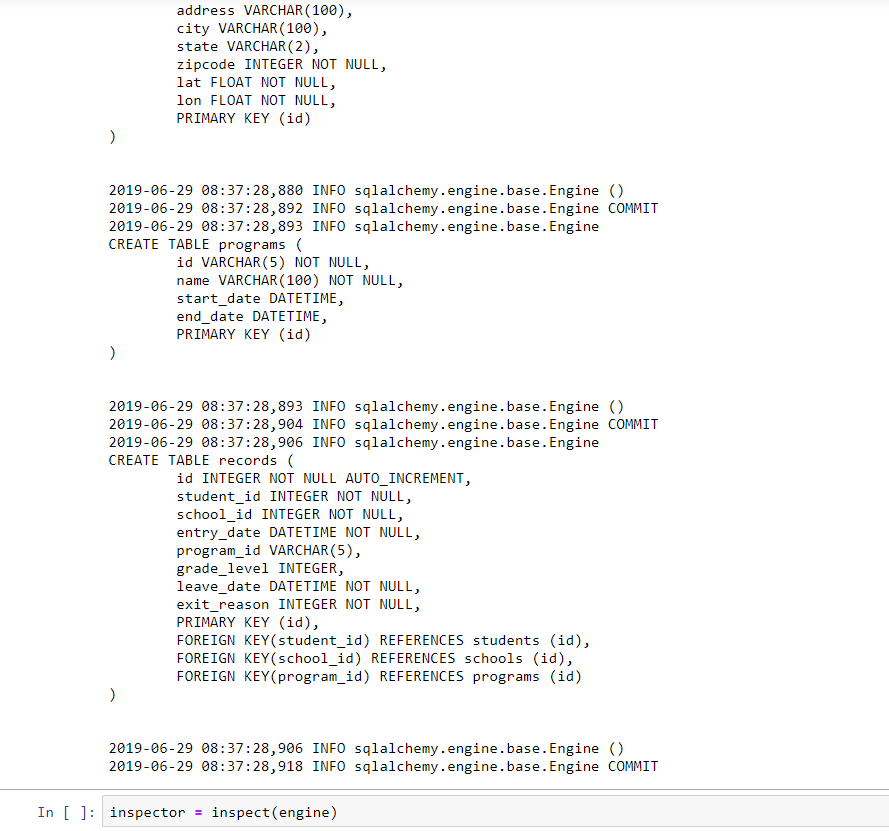 address VARCHAR(100),
city VARCHAR(100),
state VARCHAR(2),
zipcode INTEGER NOT NULL,
lat FLOAT NOT NULL,
lon FLOAT NOT NULL,
PRIMARY KEY (id)
)
2019-06-29 08:37:28,880 INFO sqlalchemy.engine.base.Engine ()
2019-06-29 08:37:28,892 INFO sqlalchemy.engine.base.Engine COMMIT
2019-06-29 08:37:28,893 INFO sqlalchemy.engine.base.Engine
CREATE TABLE programs (
id VARCHAR(5) NOT NULL,
name VARCHAR(100) NOT NULL,
start_date DATETIME,
end_date DATETIME,
PRIMARY KEY (id)
)
2019-06-29 08:37:28,893 INFO sqlalchemy.engine.base.Engine ()
2019-06-29 08:37:28,904 INFO sqlalchemy.engine.base.Engine COMMIT
2019-06-29 08:37:28,906 INFO sqlalchemy.engine.base.Engine
CREATE TABLE records (
id INTEGER NOT NULL AUTO_INCREMENT,
student_id INTEGER NOT NULL,
school_id INTEGER NOT NULL,
entry_date DATETIME NOT NULL,
program_id VARCHAR(5),
grade_level INTEGER,
leave_date DATETIME NOT NULL,
exit_reason INTEGER NOT NULL,
PRIMARY KEY (id),
FOREIGN KEY(student_id) REFERENCES students (id),
FOREIGN KEY(school_id) REFERENCES schools (id),
FOREIGN KEY(program_id) REFERENCES programs (id)
)
2019-06-29 08:37:28,906 INFO sqlalchemy.engine.base.Engine ()
2019-06-29 08:37:28,918 INFO sqlalchemy.engine.base.Engine COMMIT
In [ ]: inspector = inspect(engine)